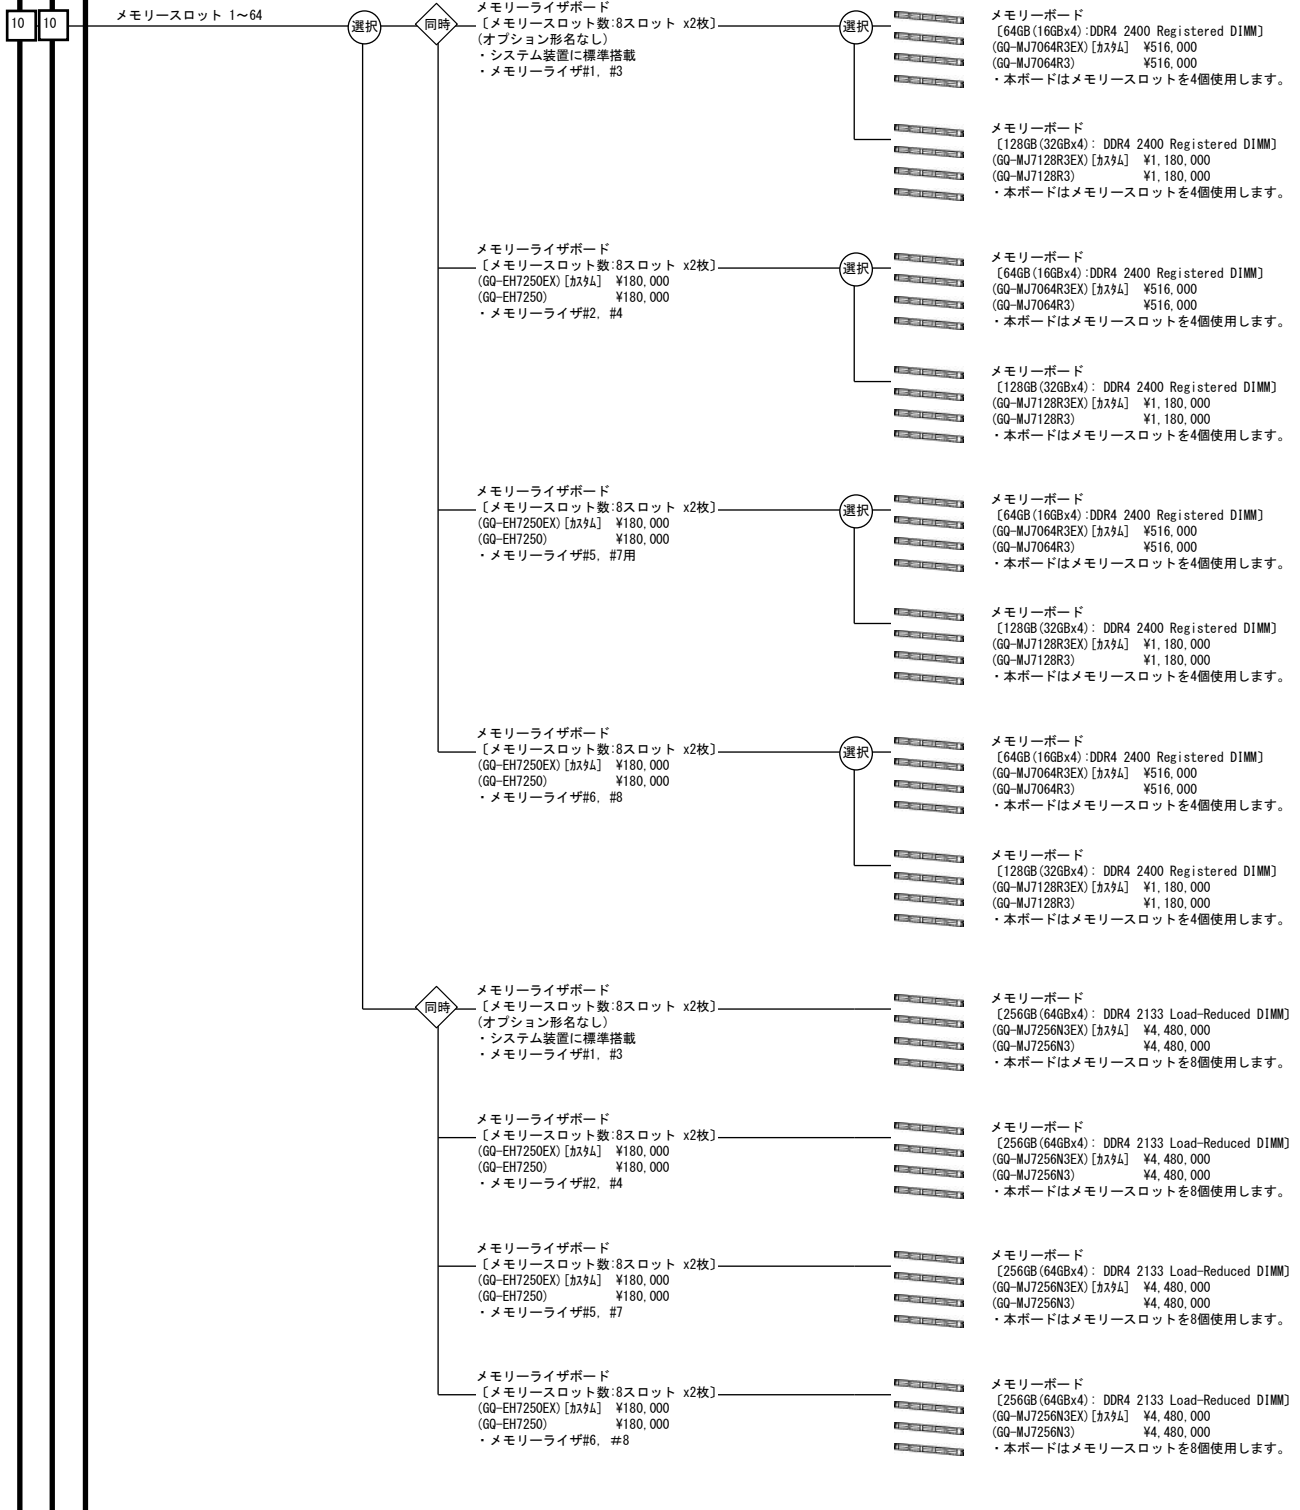 10 10 メモリースロット 1～64
選択
同時
メモリーライザボード
〔メモリースロット数:8スロット x2枚〕
(オプション形名なし)
・システム装置に標準搭載
・メモリーライザ#1, #3
選択
メモリーボード
〔64GB(16GBx4):DDR4 2400 Registered DIMM〕
(GQ-MJ7064R3EX)[ｶｽﾀﾑ] ¥516,000
(GQ-MJ7064R3) ¥516,000
・本ボードはメモリースロットを4個使用します。
メモリーボード
〔128GB(32GBx4): DDR4 2400 Registered DIMM〕
(GQ-MJ7128R3EX)[ｶｽﾀﾑ] ¥1,180,000
(GQ-MJ7128R3) ¥1,180,000
・本ボードはメモリースロットを4個使用します。
メモリーライザボード
〔メモリースロット数:8スロット x2枚〕
(GQ-EH7250EX)[ｶｽﾀﾑ] ¥180,000
(GQ-EH7250) ¥180,000
・メモリーライザ#2, #4
選択
メモリーボード
〔64GB(16GBx4):DDR4 2400 Registered DIMM〕
(GQ-MJ7064R3EX)[ｶｽﾀﾑ] ¥516,000
(GQ-MJ7064R3) ¥516,000
・本ボードはメモリースロットを4個使用します。
メモリーボード
〔128GB(32GBx4): DDR4 2400 Registered DIMM〕
(GQ-MJ7128R3EX)[ｶｽﾀﾑ] ¥1,180,000
(GQ-MJ7128R3) ¥1,180,000
・本ボードはメモリースロットを4個使用します。
メモリーライザボード
〔メモリースロット数:8スロット x2枚〕
(GQ-EH7250EX)[ｶｽﾀﾑ] ¥180,000
(GQ-EH7250) ¥180,000
・メモリーライザ#5, #7用
選択
メモリーボード
〔64GB(16GBx4):DDR4 2400 Registered DIMM〕
(GQ-MJ7064R3EX)[ｶｽﾀﾑ] ¥516,000
(GQ-MJ7064R3) ¥516,000
・本ボードはメモリースロットを4個使用します。
メモリーボード
〔128GB(32GBx4): DDR4 2400 Registered DIMM〕
(GQ-MJ7128R3EX)[ｶｽﾀﾑ] ¥1,180,000
(GQ-MJ7128R3) ¥1,180,000
・本ボードはメモリースロットを4個使用します。
メモリーライザボード
〔メモリースロット数:8スロット x2枚〕
(GQ-EH7250EX)[ｶｽﾀﾑ] ¥180,000
(GQ-EH7250) ¥180,000
・メモリーライザ#6, #8
選択
メモリーボード
〔64GB(16GBx4):DDR4 2400 Registered DIMM〕
(GQ-MJ7064R3EX)[ｶｽﾀﾑ] ¥516,000
(GQ-MJ7064R3) ¥516,000
・本ボードはメモリースロットを4個使用します。
メモリーボード
〔128GB(32GBx4): DDR4 2400 Registered DIMM〕
(GQ-MJ7128R3EX)[ｶｽﾀﾑ] ¥1,180,000
(GQ-MJ7128R3) ¥1,180,000
・本ボードはメモリースロットを4個使用します。
同時
メモリーライザボード
〔メモリースロット数:8スロット x2枚〕
(オプション形名なし)
・システム装置に標準搭載
・メモリーライザ#1, #3
メモリーボード
〔256GB(64GBx4): DDR4 2133 Load-Reduced DIMM〕
(GQ-MJ7256N3EX)[ｶｽﾀﾑ] ¥4,480,000
(GQ-MJ7256N3) ¥4,480,000
・本ボードはメモリースロットを8個使用します。
メモリーライザボード
〔メモリースロット数:8スロット x2枚〕
(GQ-EH7250EX)[ｶｽﾀﾑ] ¥180,000
(GQ-EH7250) ¥180,000
・メモリーライザ#2, #4
メモリーボード
〔256GB(64GBx4): DDR4 2133 Load-Reduced DIMM〕
(GQ-MJ7256N3EX)[ｶｽﾀﾑ] ¥4,480,000
(GQ-MJ7256N3) ¥4,480,000
・本ボードはメモリースロットを8個使用します。
メモリーライザボード
〔メモリースロット数:8スロット x2枚〕
(GQ-EH7250EX)[ｶｽﾀﾑ] ¥180,000
(GQ-EH7250) ¥180,000
・メモリーライザ#5, #7
メモリーボード
〔256GB(64GBx4): DDR4 2133 Load-Reduced DIMM〕
(GQ-MJ7256N3EX)[ｶｽﾀﾑ] ¥4,480,000
(GQ-MJ7256N3) ¥4,480,000
・本ボードはメモリースロットを8個使用します。
メモリーライザボード
〔メモリースロット数:8スロット x2枚〕
(GQ-EH7250EX)[ｶｽﾀﾑ] ¥180,000
(GQ-EH7250) ¥180,000
・メモリーライザ#6, ＃8
メモリーボード
〔256GB(64GBx4): DDR4 2133 Load-Reduced DIMM〕
(GQ-MJ7256N3EX)[ｶｽﾀﾑ] ¥4,480,000
(GQ-MJ7256N3) ¥4,480,000
・本ボードはメモリースロットを8個使用します。